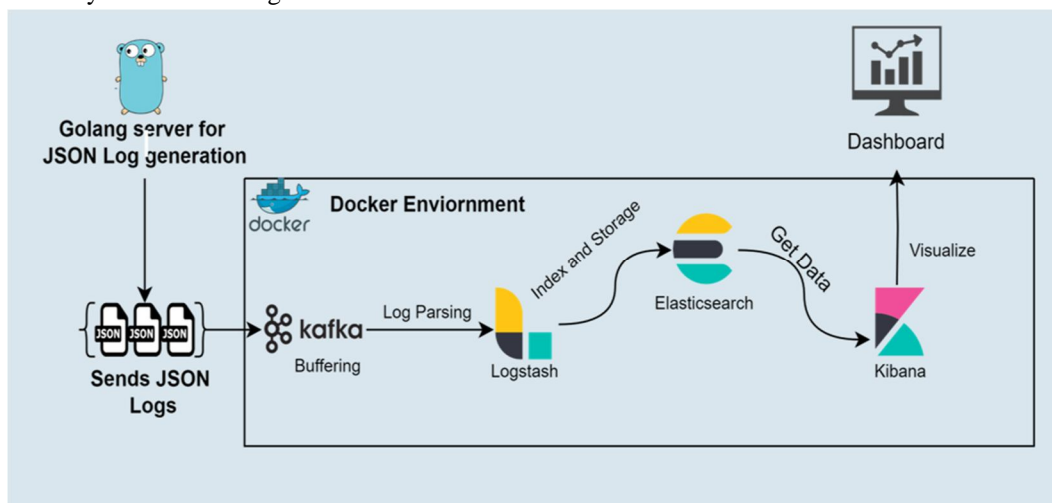 Golang server for
JSON Log generation
Dashboard
docker
Docker Enviornment
Index and Storage
Get Data
Visualize
Elasticsearch
JSON JSON JSON
kafka
Log Parsing
Buffering
Logstash
Kibana
Sends JSON
Logs